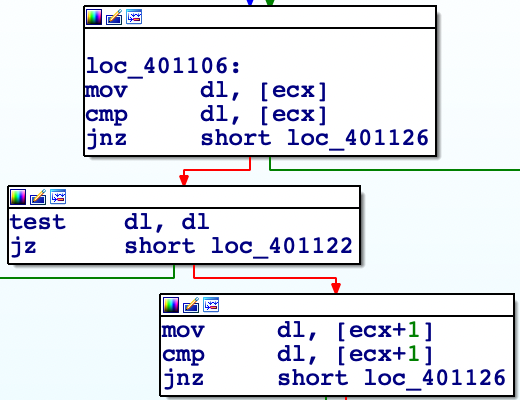 loc_401106:
mov dl, [ecx]
cmp dl, [ecx]
jnz short loc_401126
test dl, dl
jz short loc_401122
mov dl, [ecx+1]
cmp dl, [ecx+1]
jnz short loc_401126